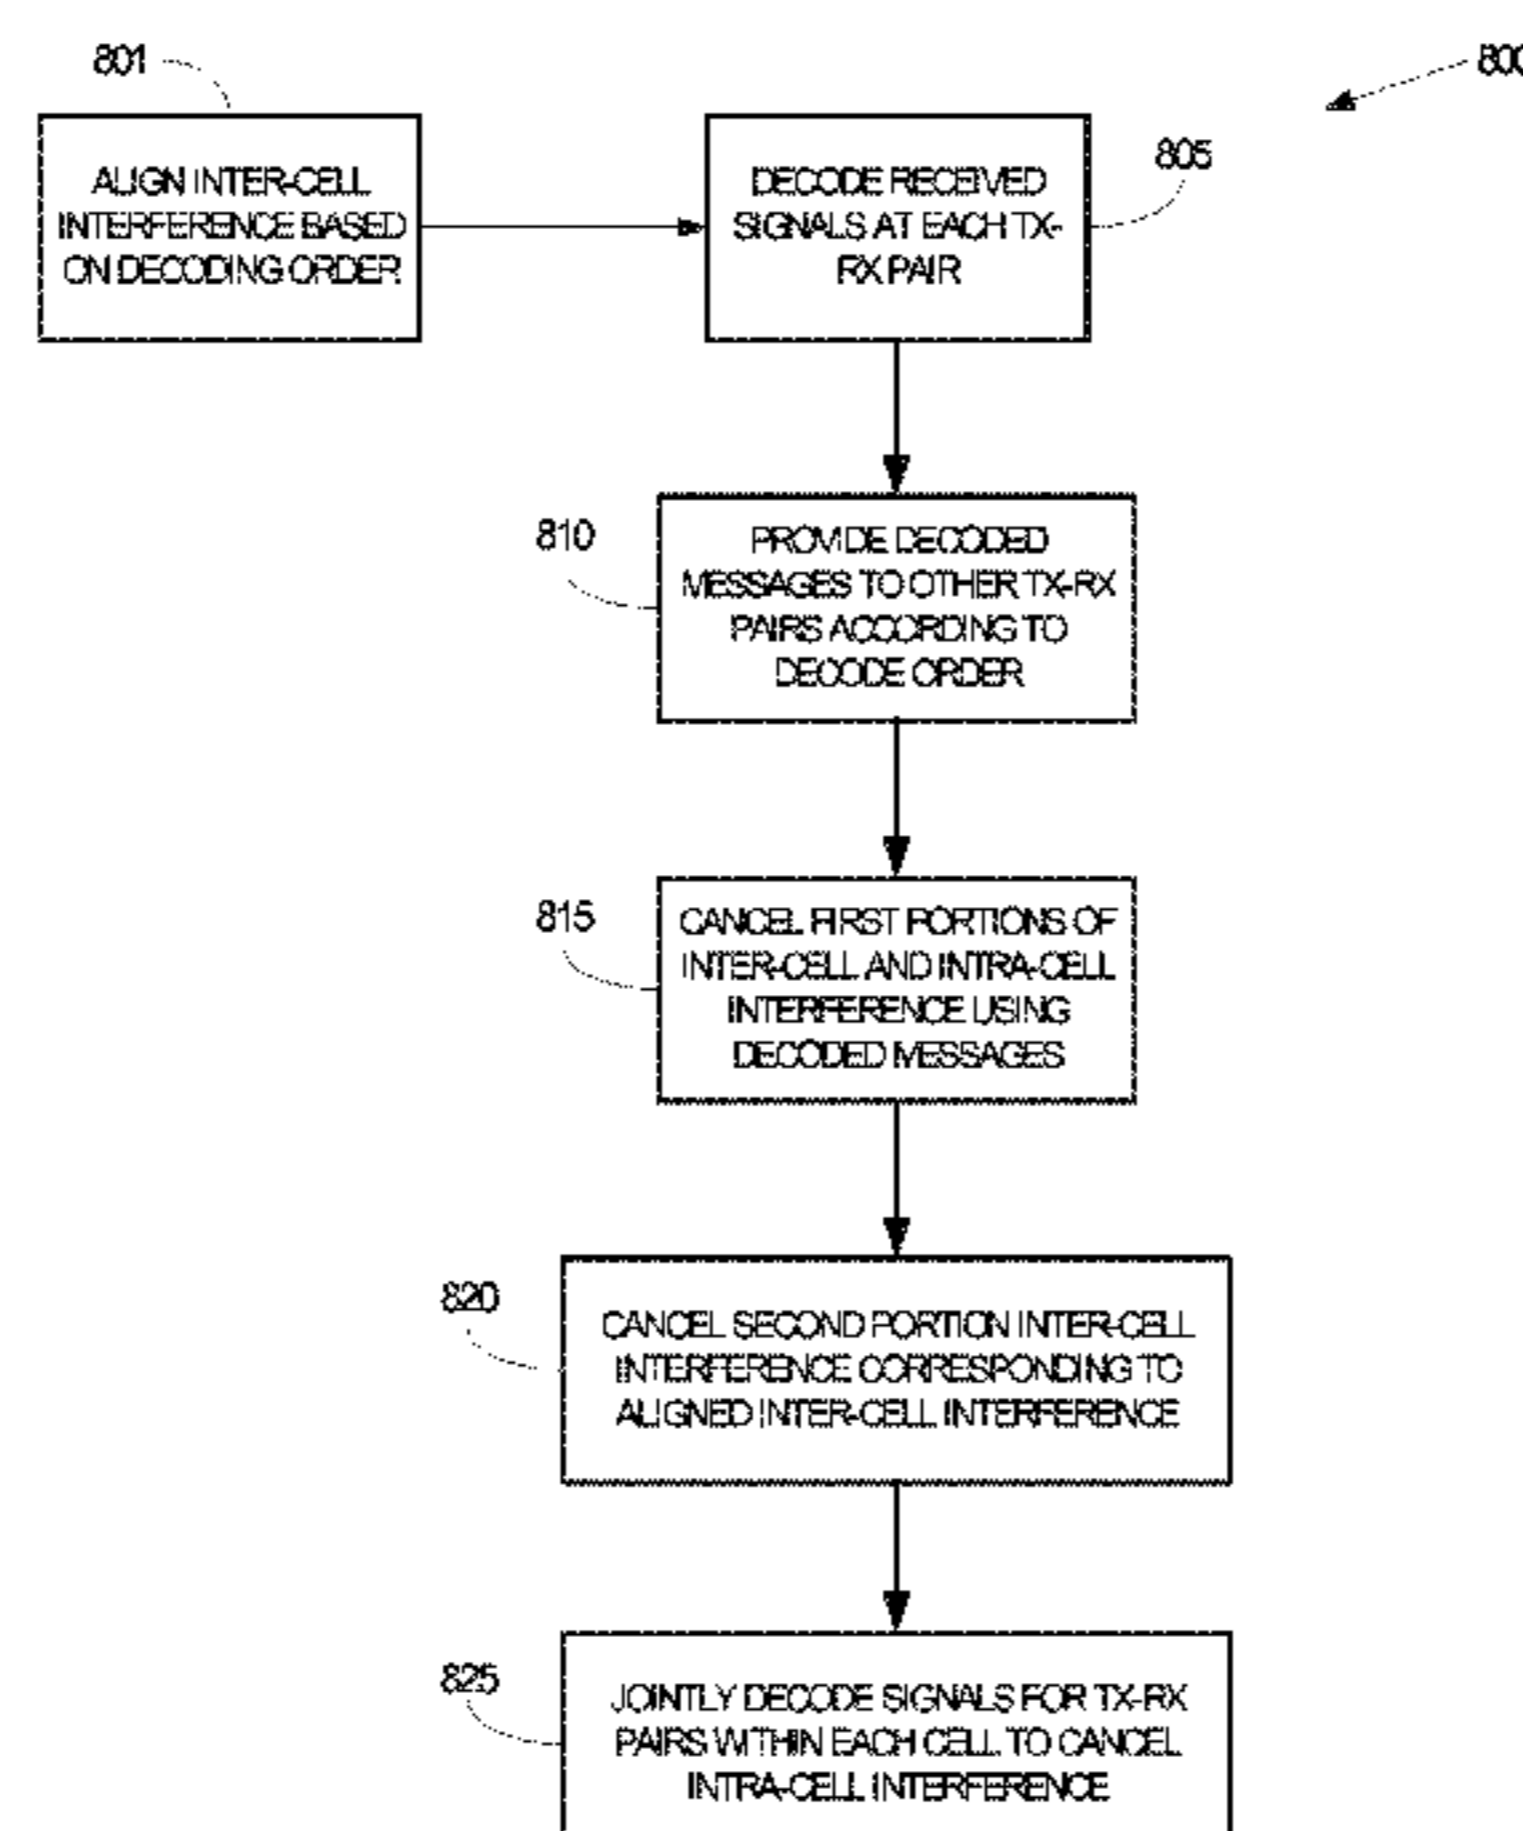 801
800
ALIGN INTER-CELL
INTERFERENCE BASED
ON DECODING ORDER
DECODE RECEIVED
SIGNALS AT EACH TX-
RX PAIR
805
810
PROVIDE DECODED
MESSAGES TO OTHER TX-RX
PAIRS ACCORDING TO
DECODE ORDER
815
CANCEL FIRST PORTIONS OF
INTER-CELL AND INTRA-CELL
INTERFERENCE USING
DECODED MESSAGES
820
CANCEL SECOND PORTION INTER-CELL
INTERFERENCE CORRESPONDING TO
ALIGNED INTER-CELL INTERFERENCE
825
JOINTLY DECODE SIGNALS FOR TX-RX
PAIRS WITHIN EACH CELL TO CANCEL
INTRA-CELL INTERFERENCE